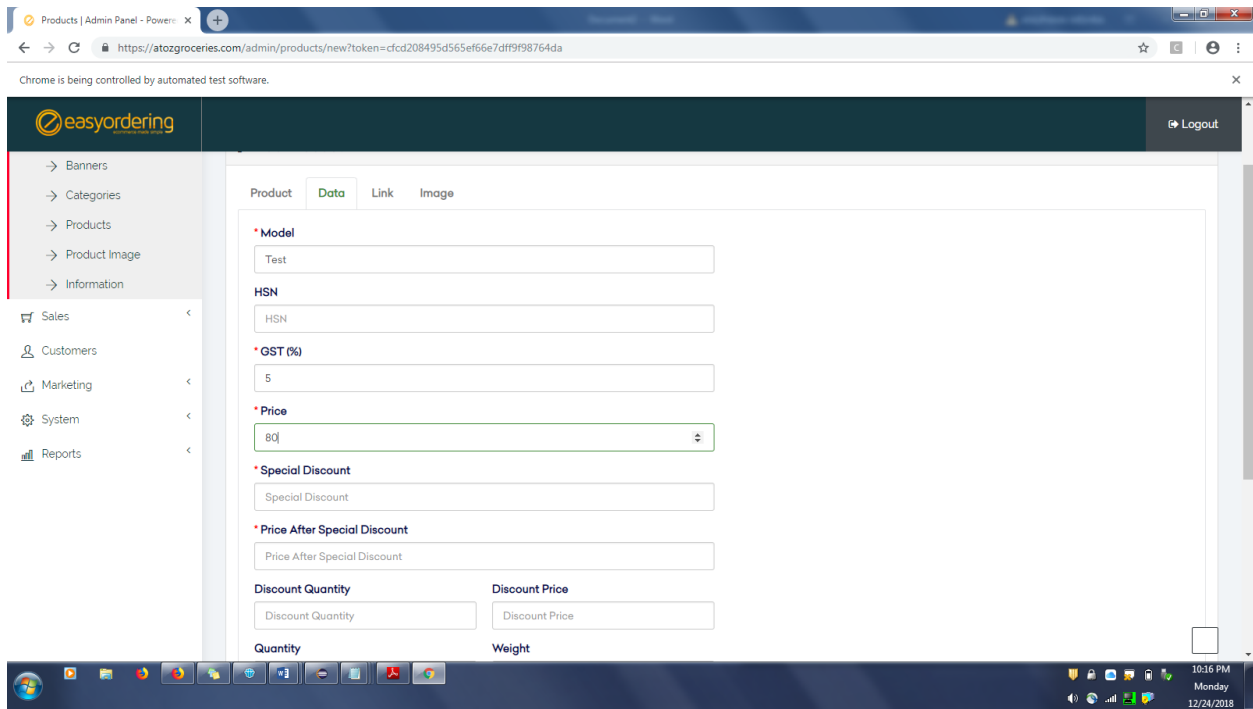 Products | Admin Panel - Powere
https://atozgroceries.com/admin/products/new?token=cfcd208495d565ef66e7dff9f98764da
Chrome is being controlled by automated test software.
easyordering
Logout
Banners
Categories
Products
Product Image
Information
Sales
Customers
Marketing
System
Reports
Product Data Link Image
* Model
Test
HSN
HSN
* GST (%)
5
* Price
80
* Special Discount
Special Discount
* Price After Special Discount
Price After Special Discount
Discount Quantity Discount Price
Discount Quantity Discount Price
Quantity Weight
10:16 PM
Monday
12/24/2018